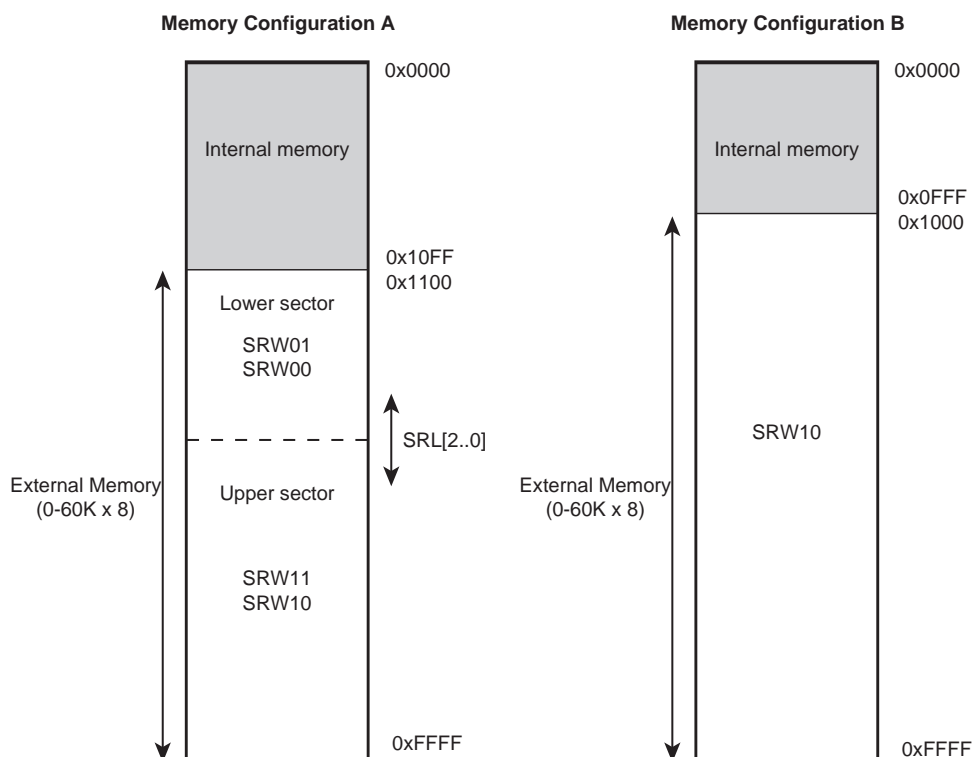 Memory Configuration A
0x0000
Internal memory
0x10FF
0x1100
Lower sector
SRW01
SRW00
SRL[2..0]
External Memory
(0-60K x 8)
Upper sector
SRW11
SRW10
0xFFFF
Memory Configuration B
0x0000
Internal memory
0x0FFF
0x1000
SRW10
External Memory
(0-60K x 8)
0xFFFF